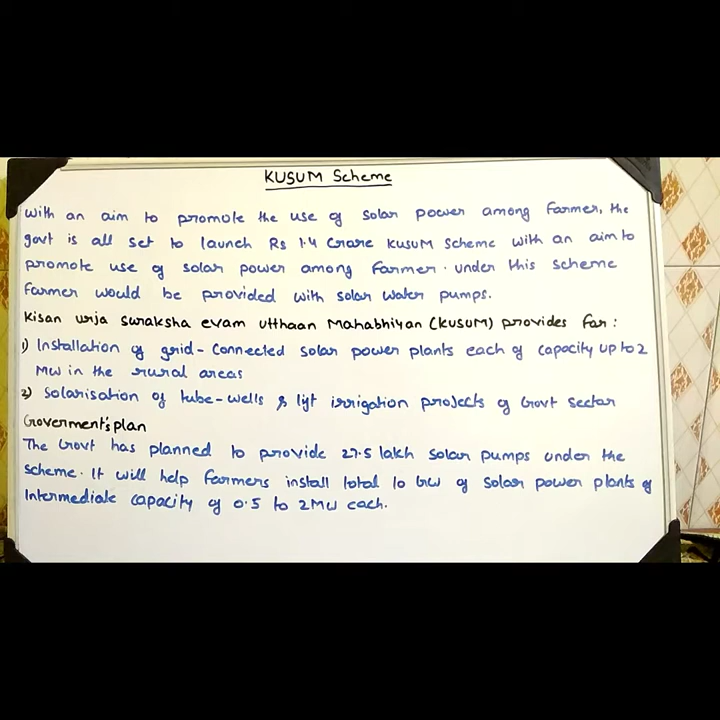 KUSUM Scheme
With an aim to promote the use of solar power among Farmer, the
govt is all set to launch Rs 1.4 Crare KUSUM Scheme with an aim to
promote use of solar power among Farmer. under this scheme
Farmer would be provided with solar water pumps.
Kisan urja suraksha evam utthaan Mahabhiyan (KUSUM) provides for:
1) Installation of grid-Connected solar power plants each of capacity up to 2
MW in the rural areas
2) Solarisation of tube-wells & lift irrigation projects of Govt sector
Goverment's plan
The Govt has planned to provide 27.5 lakh solar pumps under the
scheme. It will help farmers install total 10 GW of solar power plants of
Intermediate capacity of 0.5 to 2MW each.